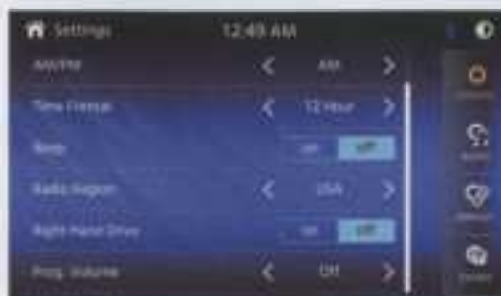 Settings 12:49 AM
AM/PM AM
Time Format 12 Hour
Beep on off
Radio Region USA
Right Hand Drive on off
Prog. Volume Off